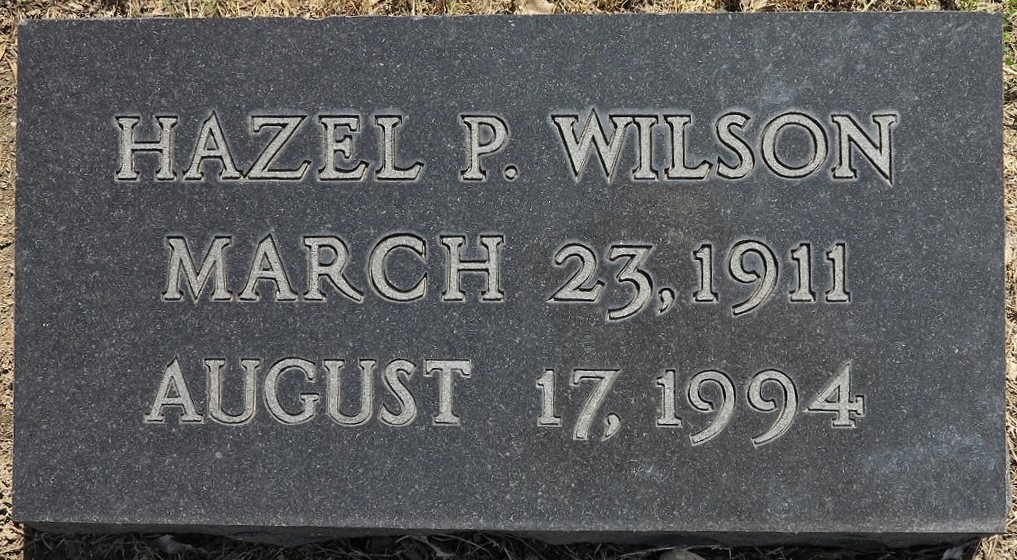 HAZEL P. WILSON
MARCH 23, 1911
AUGUST 17, 1994